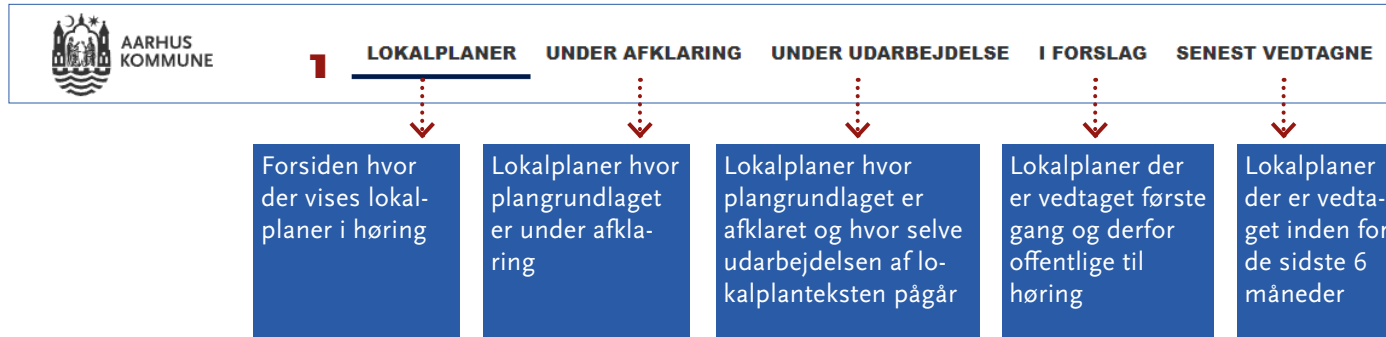 AARHUS
KOMMUNE
1
LOKALPLANER
UNDER AFKLARING
UNDER UDARBEJDELSE
I FORSLAG
SENEST VEDTAGNE
Forsiden hvor
der vises lokal-
planer i høring
Lokalplaner hvor
plangrundlaget
er under afkla-
ring
Lokalplaner hvor
plangrundlaget er
afklaret og hvor selve
udarbejdelsen af lo-
kalplanteksten pågår
Lokalplaner der
er vedtaget første
gang og derfor
offentlige til
høring
Lokalplaner
der er vedta-
get inden for
de sidste 6
måneder